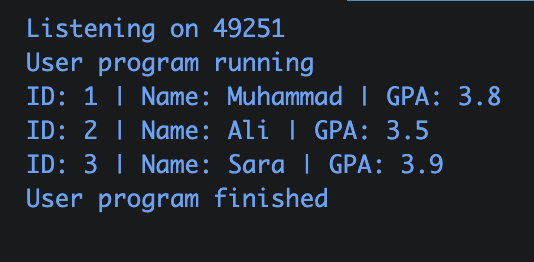 Listening on 49251
User program running
ID: 1 | Name: Muhammad | GPA: 3.8
ID: 2 | Name: Ali | GPA: 3.5
ID: 3 | Name: Sara | GPA: 3.9
User program finished